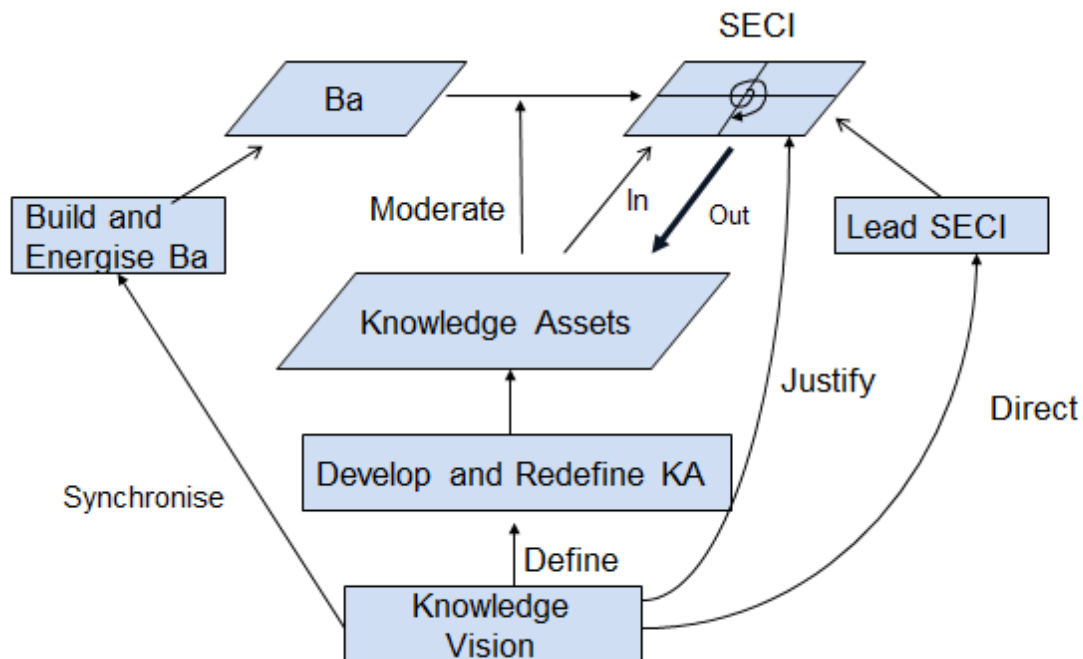 SECI
Ba
Moderate
In
Out
Build and
Energise Ba
Lead SECI
Knowledge Assets
Justify
Direct
Develop and Redefine KA
Synchronise
Define
Knowledge
Vision